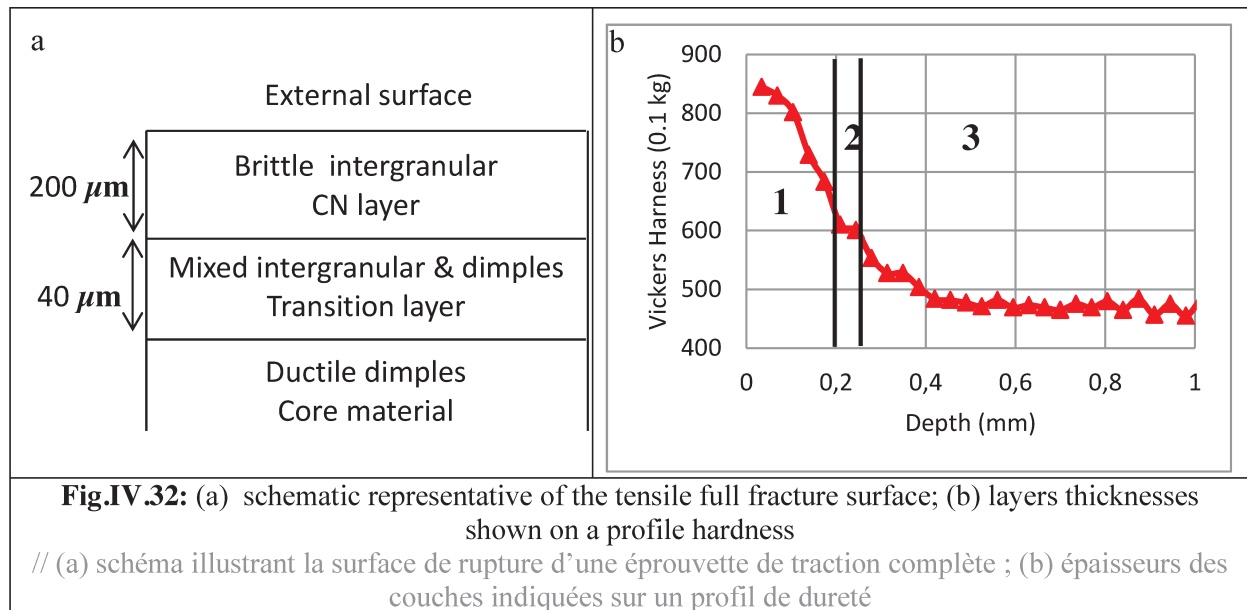 a
External surface
200 µm
Brittle intergranular
CN layer
40 µm
Mixed intergranular & dimples
Transition layer
Ductile dimples
Core material
b
Vickers Harness (0.1 kg)
900
800
700
600
500
400
1
2
3
0
0,2
0,4
0,6
0,8
1
Depth (mm)
Fig.IV.32: (a) schematic representative of the tensile full fracture surface; (b) layers thicknesses
shown on a profile hardness
// (a) schéma illustrant la surface de rupture d’une éprouvette de traction complète ; (b) épaisseurs des
couches indiquées sur un profil de dureté